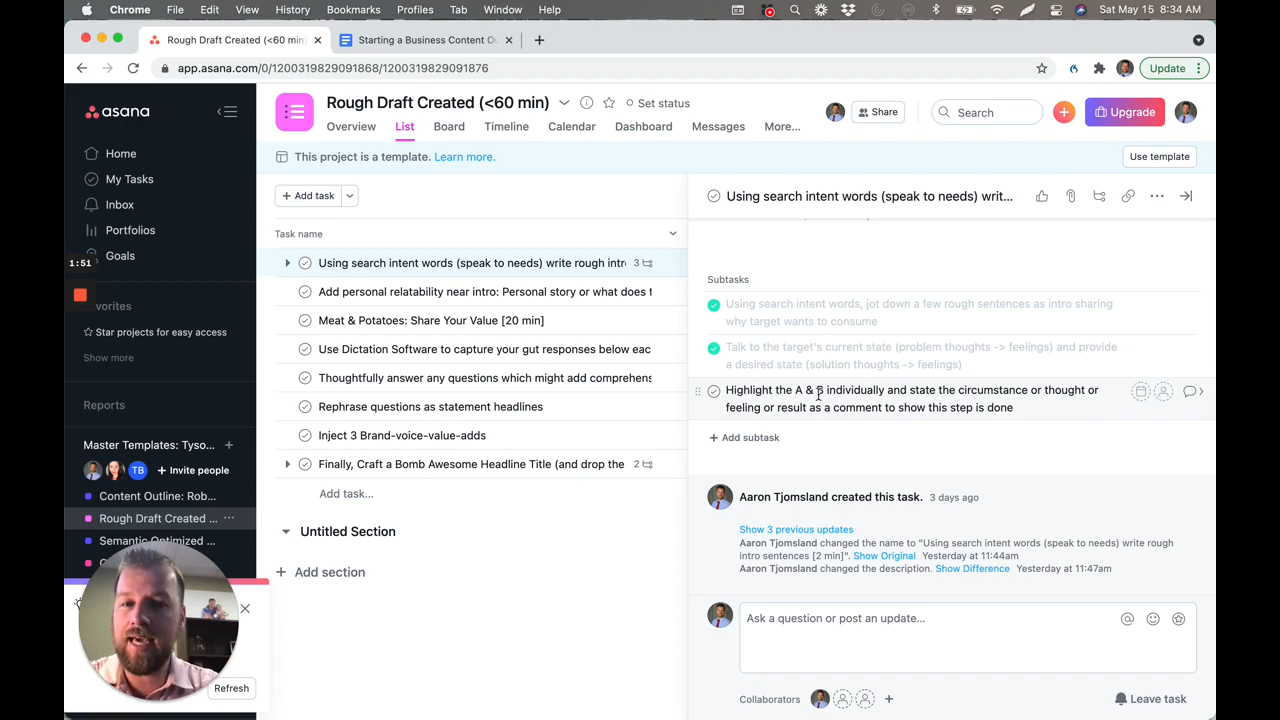 Chrome File Edit View History Bookmarks Profiles Tab Window Help Sat May 15 8:34 AM
Rough Draft Created (<60 min) Starting a Business Content Ou
app.asana.com/0/1200319829091868/1200319829091876 Update
asana
Home
My Tasks
Inbox
Portfolios
Goals
1:51
avorites
Star projects for easy access
Show more
Reports
Master Templates: Tyso...
TB Invite people
Content Outline: Rob...
Rough Draft Created ...
Semantic Optimized ...
Refresh
Rough Draft Created (<60 min) Set status
Overview List Board Timeline Calendar Dashboard Messages More...
Share Search Upgrade
This project is a template. Learn more. Use template
Add task
Task name
Using search intent words (speak to needs) write rough intr 3
Add personal relatability near intro: Personal story or what does t
Meat & Potatoes: Share Your Value [20 min]
Use Dictation Software to capture your gut responses below eac
Thoughtfully answer any questions which might add comprehens
Rephrase questions as statement headlines
Inject 3 Brand-voice-value-adds
Finally, Craft a Bomb Awesome Headline Title (and drop the 2
Add task...
Untitled Section
Add section
Using search intent words (speak to needs) writ...
Subtasks
Using search intent words, jot down a few rough sentences as intro sharing
why target wants to consume
Talk to the target's current state (problem thoughts -> feelings) and provide
a desired state (solution thoughts -> feelings)
Highlight the A & B individually and state the circumstance or thought or
feeling or result as a comment to show this step is done
Add subtask
Aaron Tjomsland created this task. 3 days ago
Show 3 previous updates
Aaron Tjomsland changed the name to "Using search intent words (speak to needs) write rough
intro sentences [2 min]". Show Original Yesterday at 11:44am
Aaron Tjomsland changed the description. Show Difference Yesterday at 11:47am
Ask a question or post an update...
Collaborators Leave task